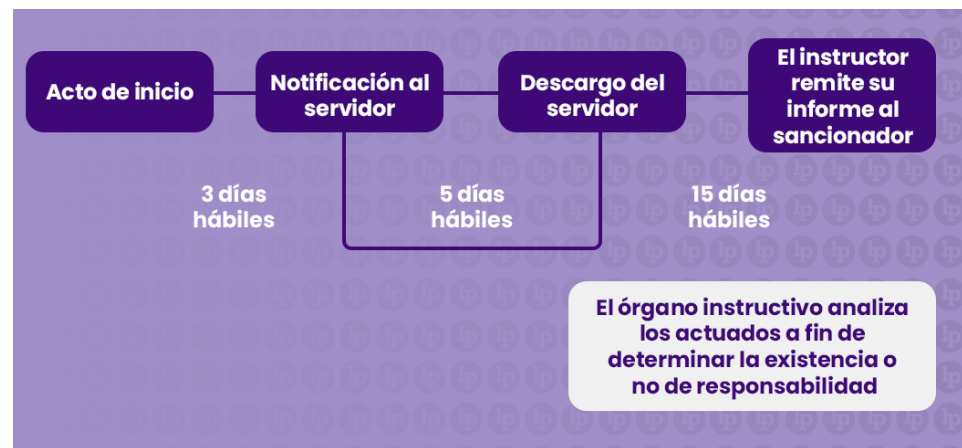 Acto de inicio
Notificación al
servidor
Descargo del
servidor
El instructor
remite su
informe al
sancionador
3 días
hábiles
5 días
hábiles
15 días
hábiles
El órgano instructivo analiza
los actuados a fin de
determinar la existencia o
no de responsabilidad